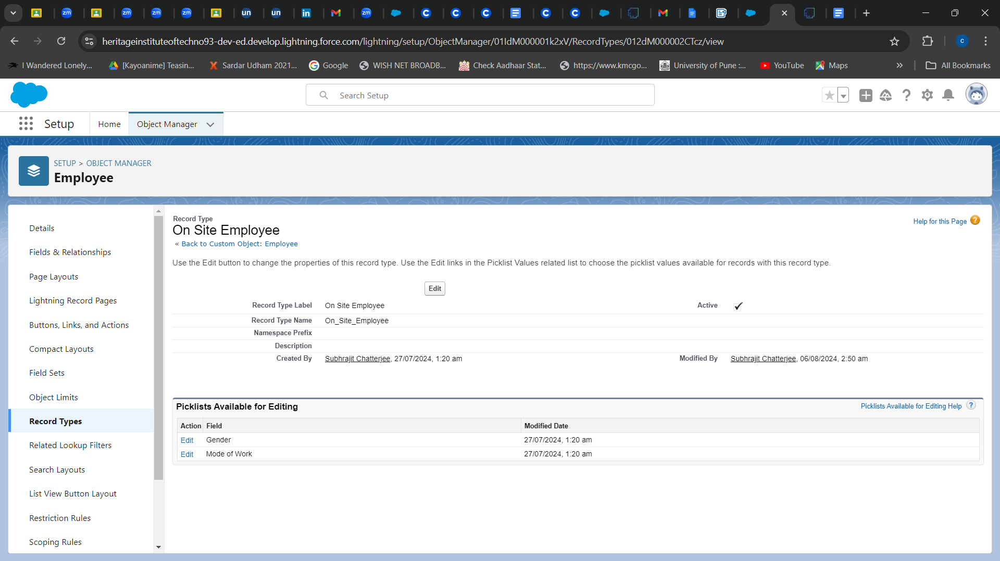 zm
zm
zm
zm
un
un
in
zm
C
C
C
C
C
heritageinstituteoftechno93-dev-ed.develop.lightning.force.com/lightning/setup/ObjectManager/01IdM000001k2xV/RecordTypes/012dM000002CTcz/view
C
I Wandered Lonely...
[Kayoanime] Teasin...
Sardar Udham 2021...
Google
WISH NET BROADB...
Check Aadhaar Stat...
https://www.kmcgo...
University of Pune :...
YouTube
Maps
All Bookmarks
Search Setup
Setup
Home
Object Manager
SETUP > OBJECT MANAGER
Employee
Details
Fields & Relationships
Page Layouts
Lightning Record Pages
Buttons, Links, and Actions
Compact Layouts
Field Sets
Object Limits
Record Types
Related Lookup Filters
Search Layouts
List View Button Layout
Restriction Rules
Scoping Rules
Record Type
On Site Employee
« Back to Custom Object: Employee
Help for this Page ?
Use the Edit button to change the properties of this record type. Use the Edit links in the Picklist Values related list to choose the picklist values available for records with this record type.
Edit
Record Type Label On Site Employee Active
Record Type Name On_Site_Employee
Namespace Prefix
Description
Created By Subhrajit Chatterjee, 27/07/2024, 1:20 am Modified By Subhrajit Chatterjee, 06/08/2024, 2:50 am
Picklists Available for Editing
Picklists Available for Editing Help ?
Action Field Modified Date
Edit Gender 27/07/2024, 1:20 am
Edit Mode of Work 27/07/2024, 1:20 am